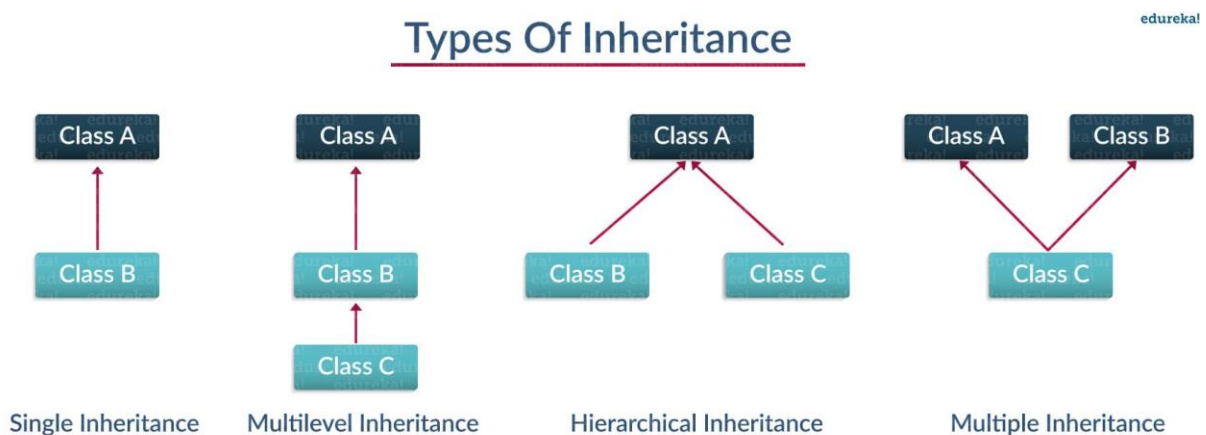 edureka!
Types Of Inheritance
Class A
Class A
Class A
Class A
Class B
Class B
Class B
Class B
Class C
Class C
Class C
Single Inheritance
Multilevel Inheritance
Hierarchical Inheritance
Multiple Inheritance